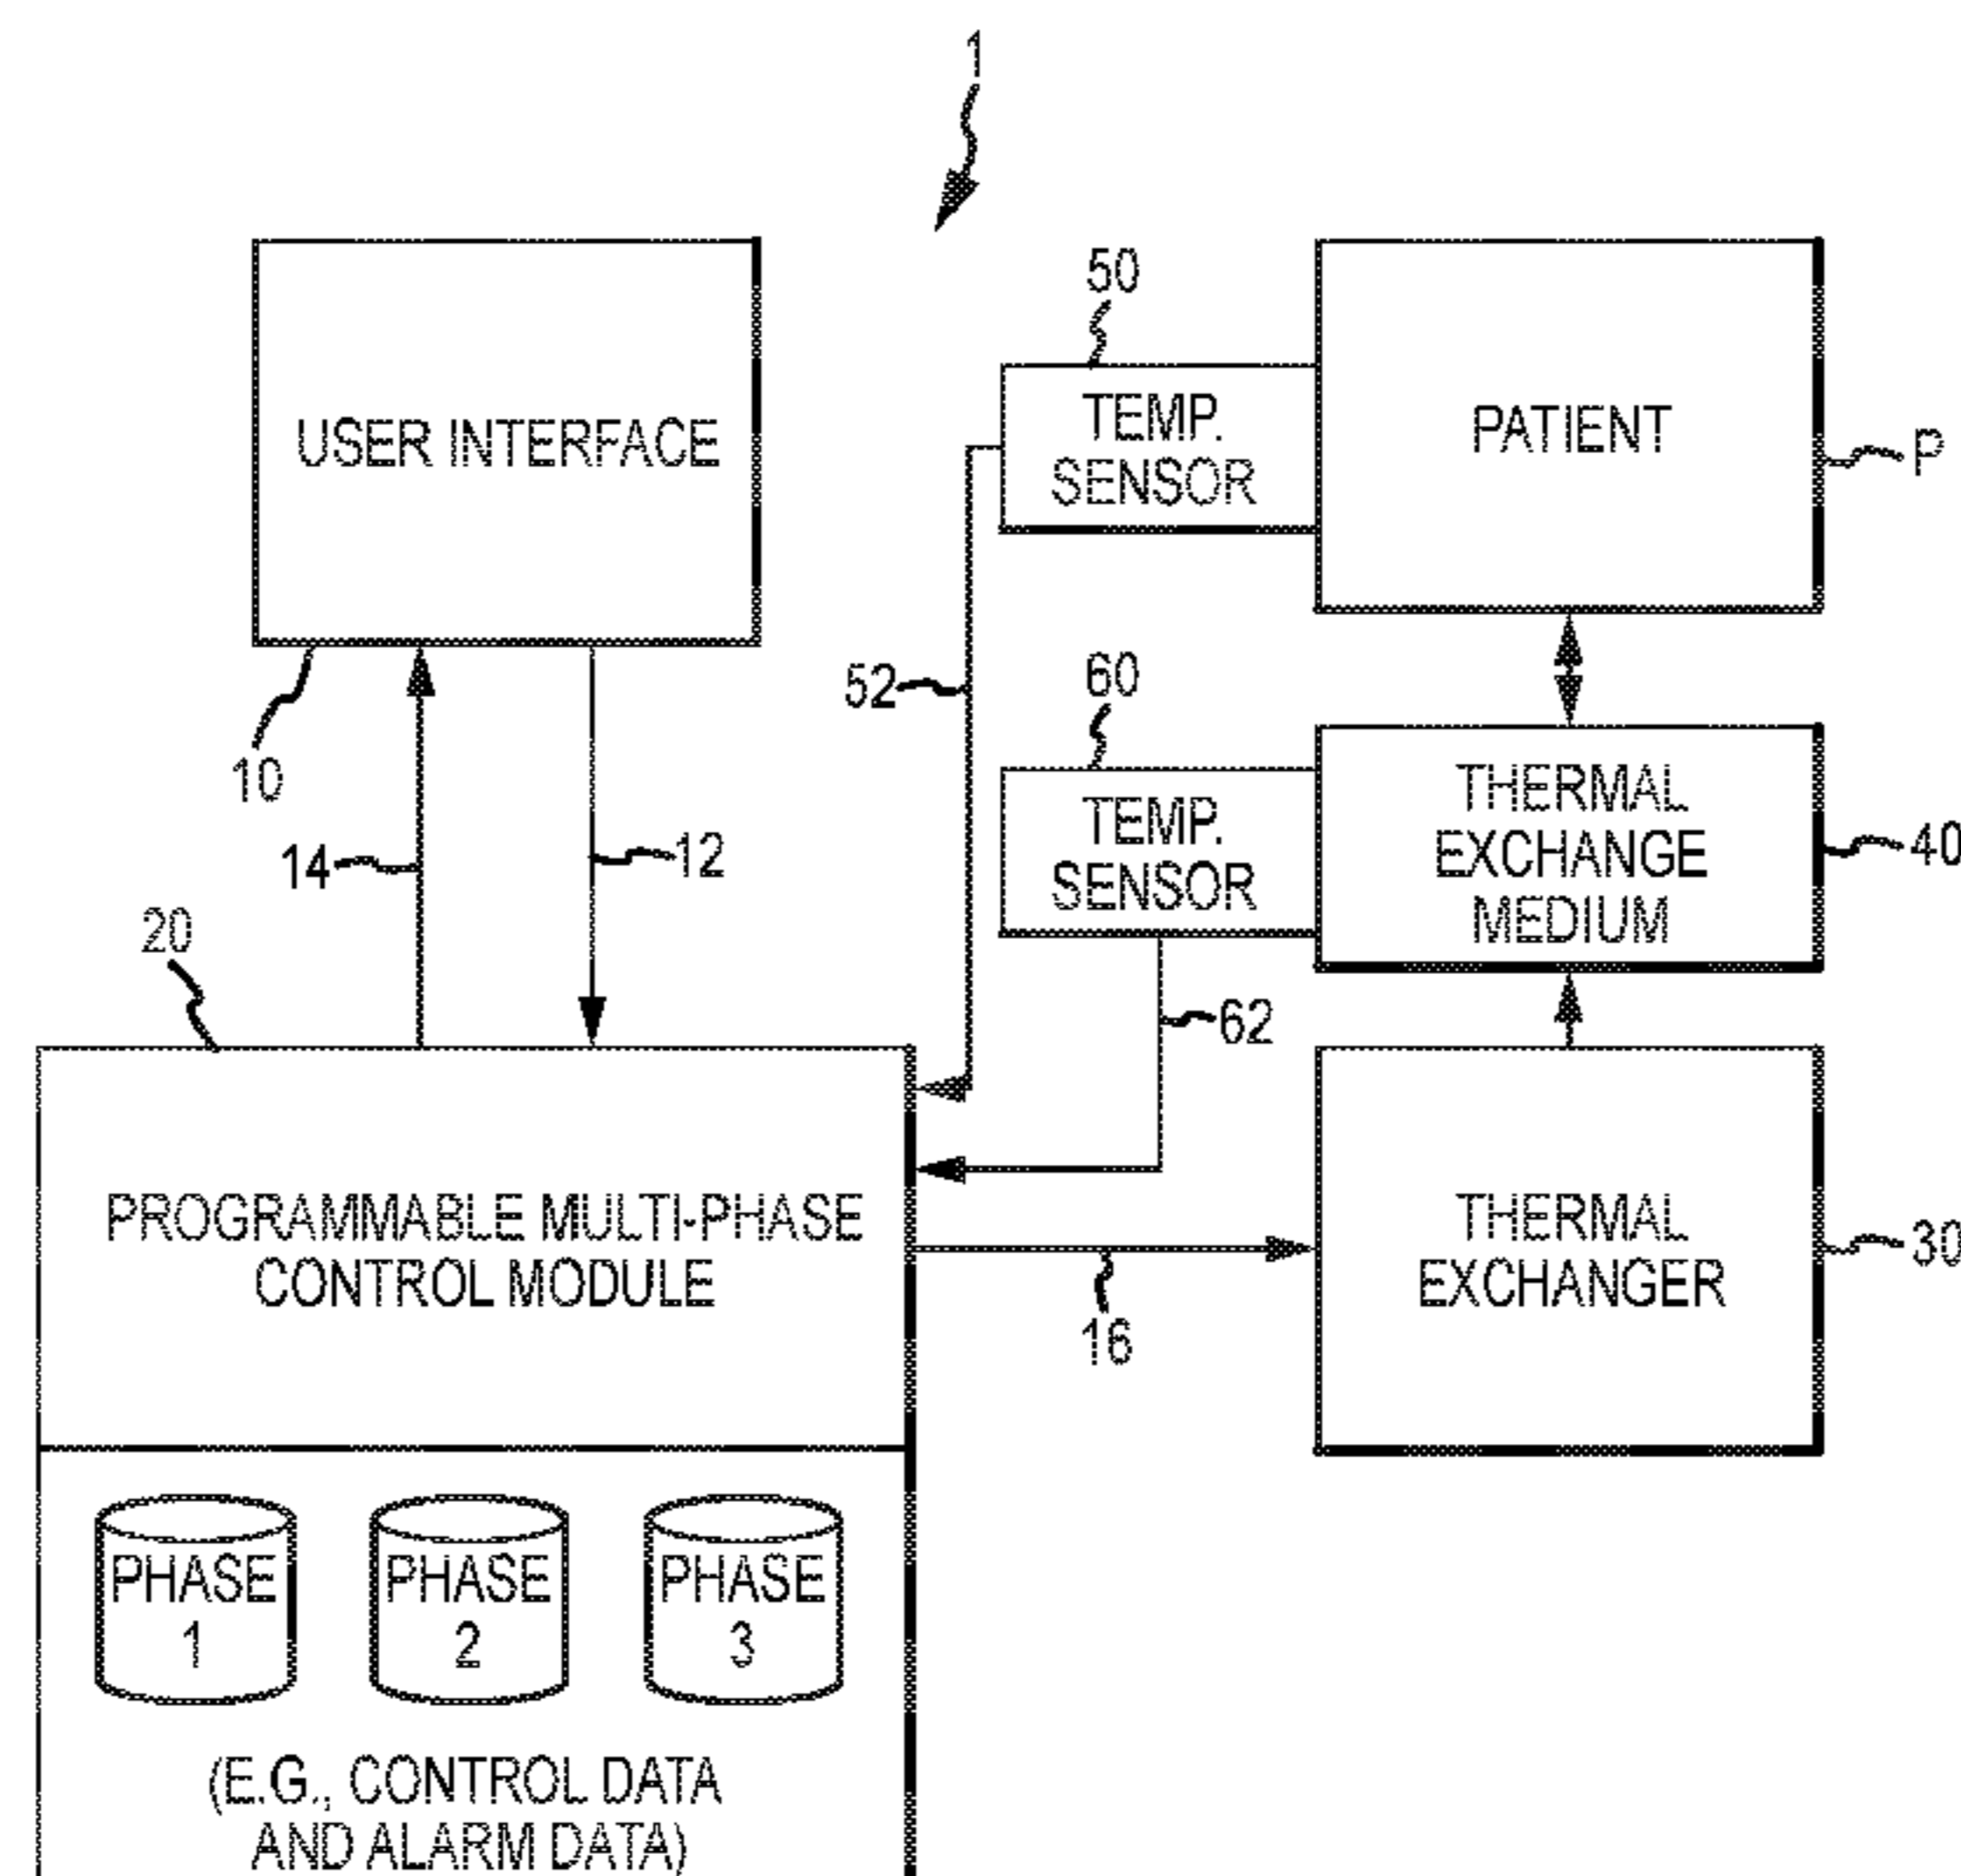 1
USER INTERFACE
10
14
12
50
TEMP.
SENSOR
52
PATIENT
P
60
TEMP.
SENSOR
62
THERMAL
EXCHANGE
MEDIUM
40
20
PROGRAMMABLE MULTI-PHASE
CONTROL MODULE
16
THERMAL
EXCHANGER
30
PHASE
1
PHASE
2
PHASE
3
(E.G., CONTROL DATA
AND ALARM DATA)